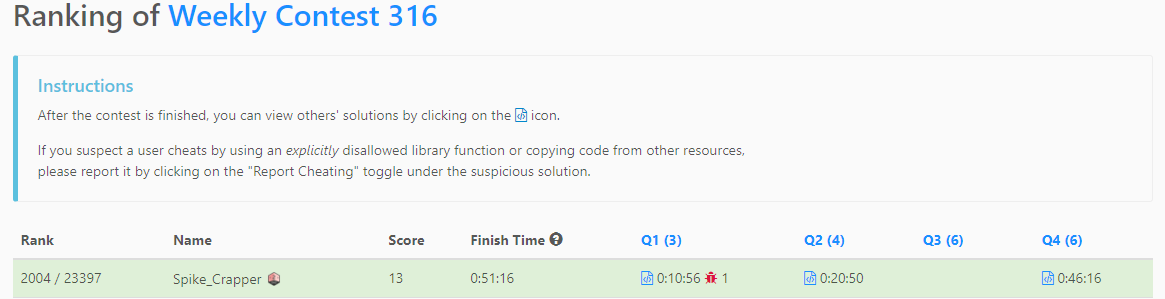 Ranking of Weekly Contest 316
Instructions
After the contest is finished, you can view others' solutions by clicking on the icon.
If you suspect a user cheats by using an explicitly disallowed library function or copying code from other resources,
please report it by clicking on the "Report Cheating" toggle under the suspicious solution.
Rank Name Score Finish Time Q1 (3) Q2 (4) Q3 (6) Q4 (6)
2004 / 23397 Spike_Crapper 13 0:51:16 0:10:56 1 0:20:50 0:46:16